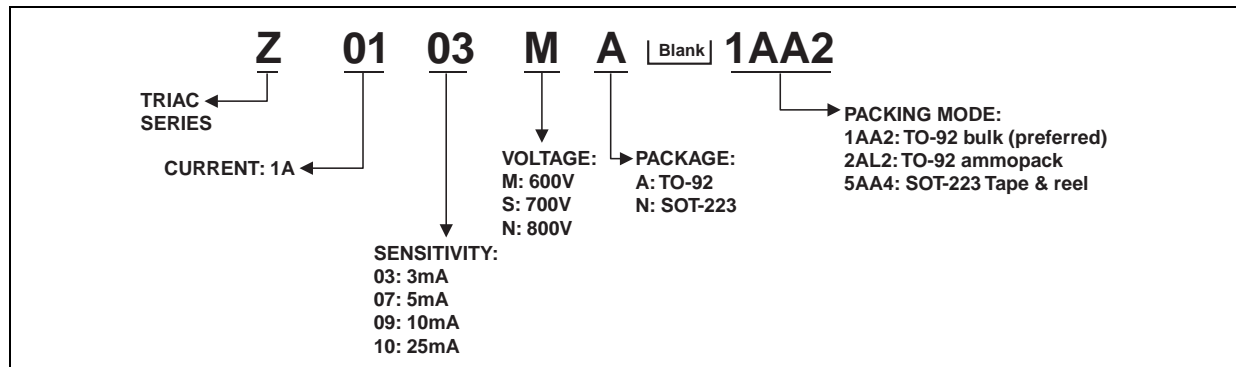 Z 01 03 M A Blank 1AA2
TRIAC
SERIES
CURRENT: 1A
SENSITIVITY:
03: 3mA
07: 5mA
09: 10mA
10: 25mA
VOLTAGE:
M: 600V
S: 700V
N: 800V
PACKAGE:
A: TO-92
N: SOT-223
PACKING MODE:
1AA2: TO-92 bulk (preferred)
2AL2: TO-92 ammopack
5AA4: SOT-223 Tape & reel